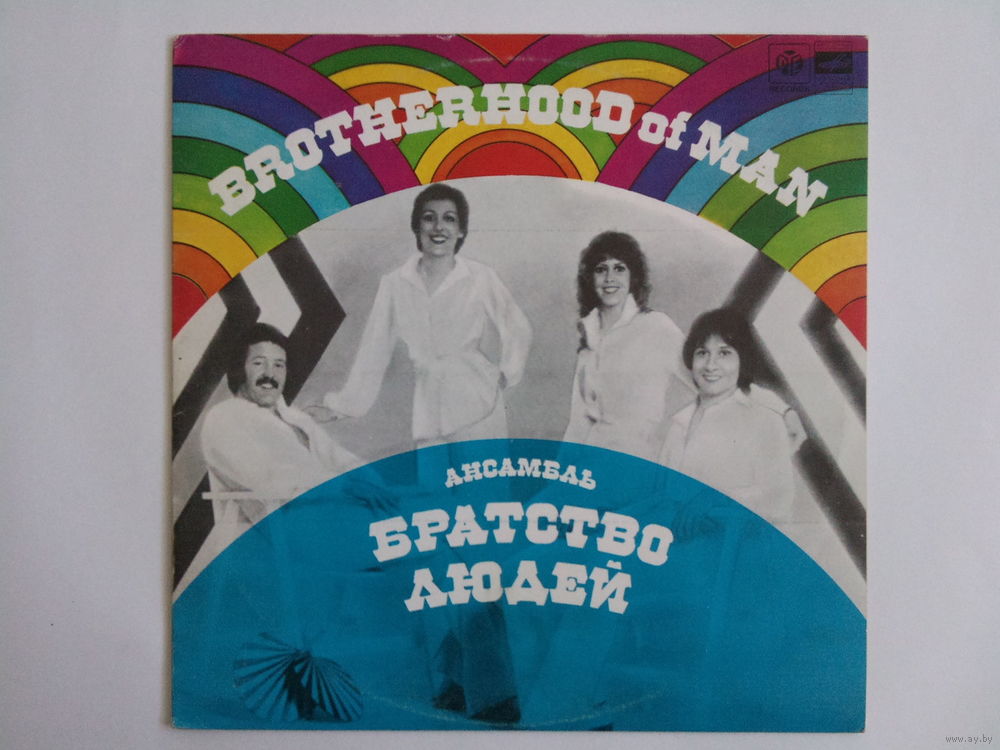 BROTHERHOOD of MAN
RECORDS
АНСАМБЛЬ
БРАТСТВО
ЛЮДЕЙ
www.ay.by